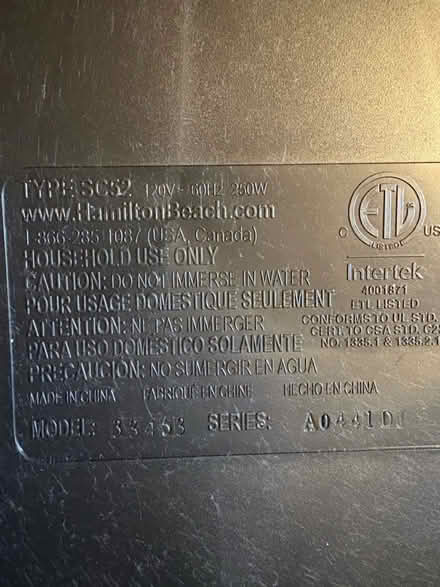 TYPE SC52 120V~ 60HZ 250W
www.HamiltonBeach.com
1-866-285-1087 (USA, Canada)
HOUSEHOLD USE ONLY
CAUTION: DO NOT IMMERSE IN WATER
POUR USAGE DOMESTIQUE SEULEMENT
ATTENTION: NE PAS IMMERGER
PARA USO DOMESTICO SOLAMENTE
PRECAUCIÓN: NO SUMERGIR EN AGUA
MADE IN CHINA FABRIQUÉ EN CHINE HECHO EN CHINA
MODEL: 33463 SERIES: A0441DJ
ETL
LISTED
C US
Intertek
4001871
ETL LISTED
CONFORMS TO UL STD.
CERT. TO CSA STD. C2
NO. 1335.1 & 1335.2.1